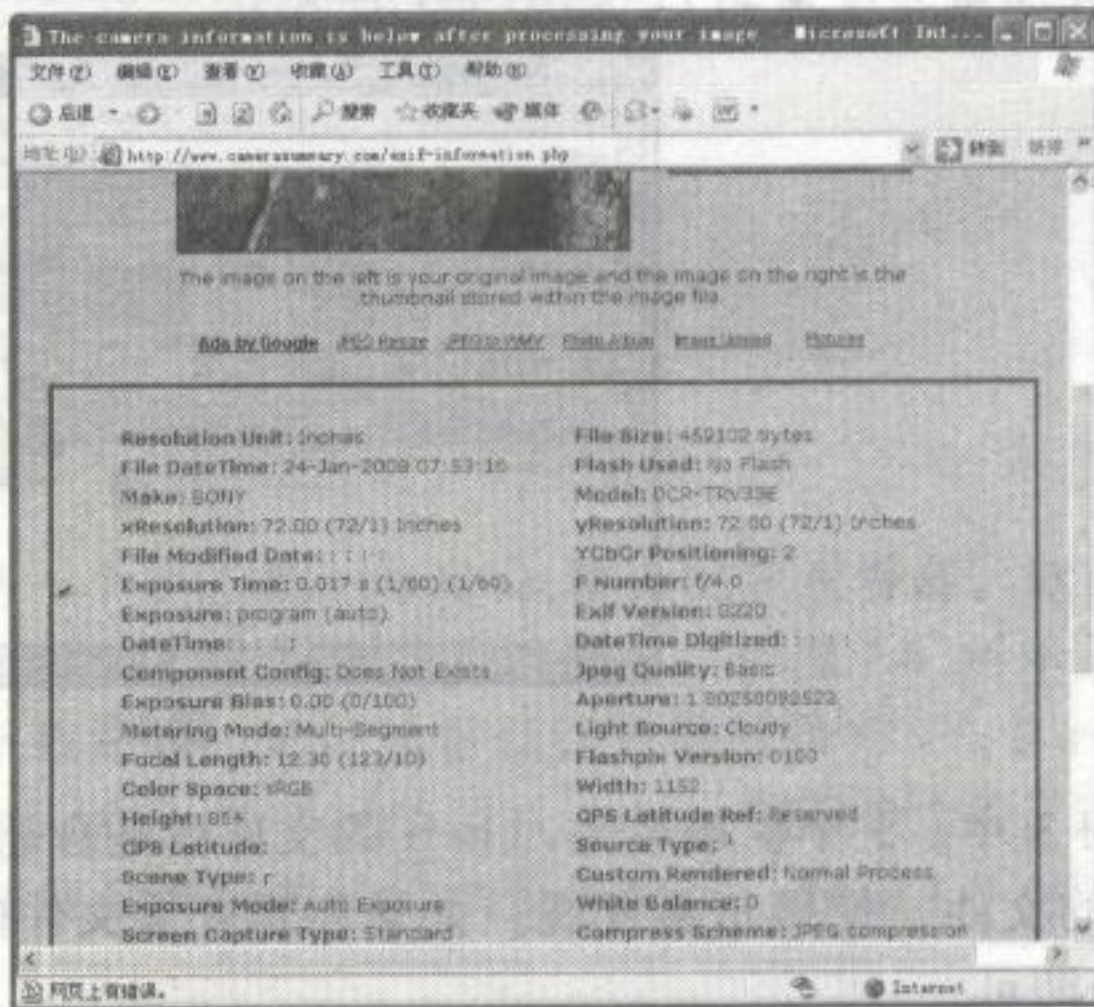 The camera information is below after processing your image Microsoft Int...
文件(F) 编辑(E) 查看(V) 收藏(A) 工具(T) 帮助(H)
后退 搜索 收藏夹 媒体
地址(D) http://www.camerasummary.com/exif-information.php 转到 链接 »
The image on the left is your original image and the image on the right is the
thumbnail stored within the image file
Ads by Google JPEG Resize JPEG to WMV Photo Album Image Upload Pictures
Resolution Unit: Inches File Size: 459102 bytes
File DateTime: 24-Jan-2008 07:53:16 Flash Used: No Flash
Make: SONY Model: DCR-TRV33E
xResolution: 72.00 (72/1) Inches yResolution: 72.00 (72/1) Inches
File Modified Date: : : : : YCbCr Positioning: 2
Exposure Time: 0.017 s (1/60) (1/60) F Number: f/4.0
Exposure: program (auto) Exif Version: 0220
DateTime: : : : : DateTime Digitized: : : : :
Component Config: Does Not Exists Jpeg Quality: Basic
Exposure Bias: 0.00 (0/100) Aperture:
Metering Mode: Multi-Segment Light Source: Cloudy
Focal Length: 12.30 (123/10) Flashpix Version: 0100
Color Space: sRGB Width: 1152
Height: 864 GPS Latitude Ref: Reserved
GPS Latitude: Source Type:
Scene Type: r Custom Rendered: Normal Process
Exposure Mode: Auto Exposure White Balance: 0
Screen Capture Type: Standard Compress Scheme: JPEG compression
网页上有错误。 Internet